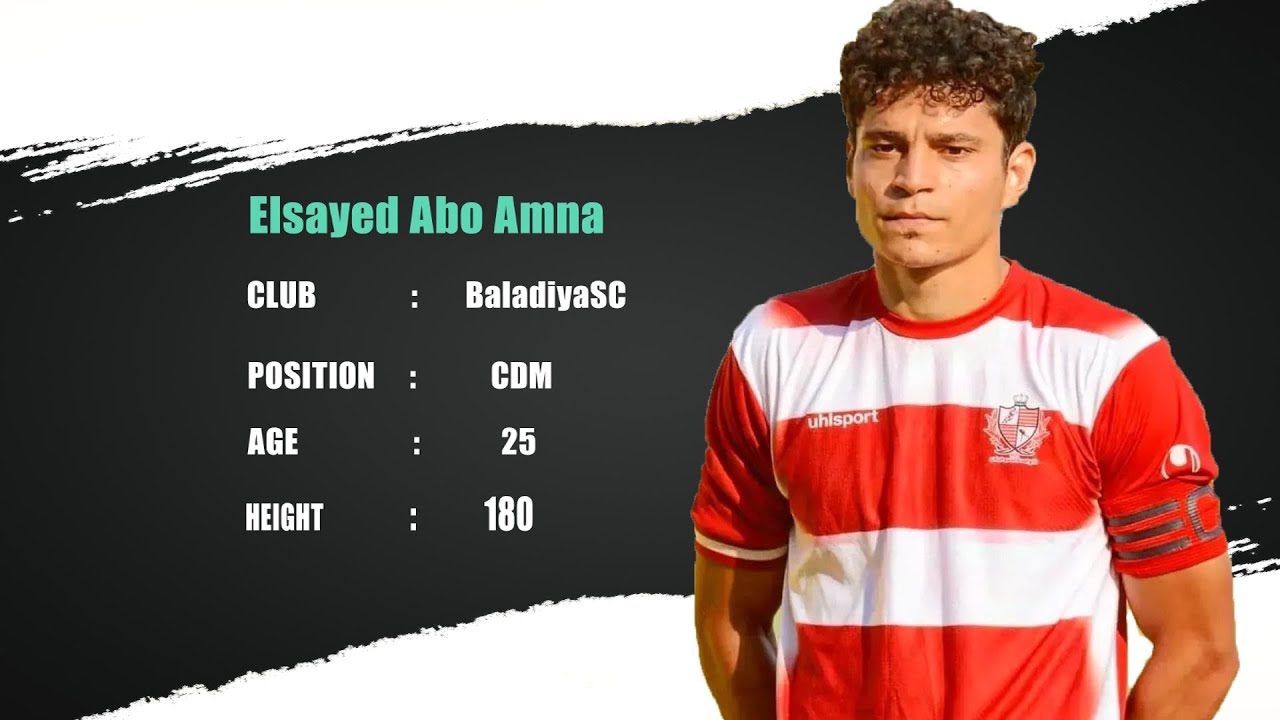 Elsayed Abo Amna
CLUB : BaladiyaSC
POSITION : CDM
AGE : 25
HEIGHT : 180
uhlsport